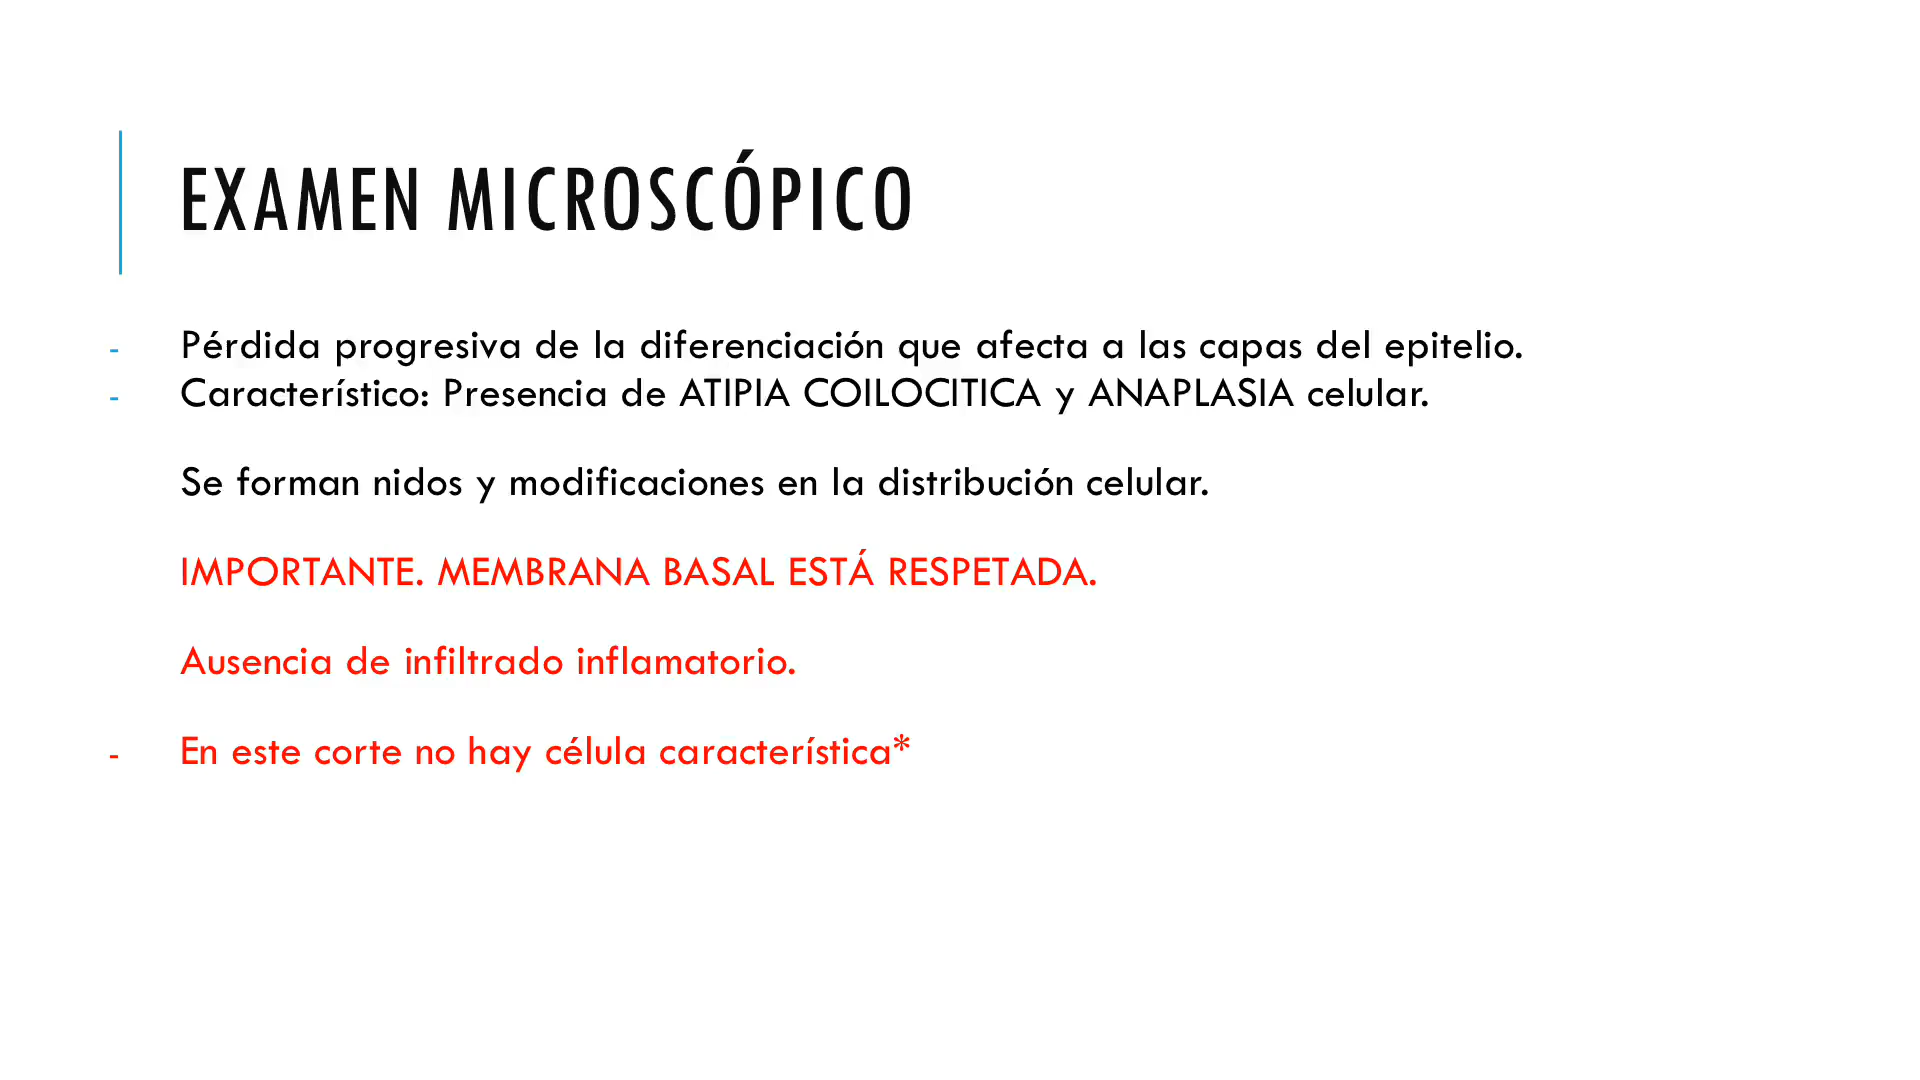 EXAMEN MICROSCÓPICO
- Pérdida progresiva de la diferenciación que afecta a las capas del epitelio.
- Característico: Presencia de ATIPIA COILOCITICA y ANAPLASIA celular.
Se forman nidos y modificaciones en la distribución celular.
IMPORTANTE. MEMBRANA BASAL ESTÁ RESPETADA.
Ausencia de infiltrado inflamatorio.
- En este corte no hay célula característica*